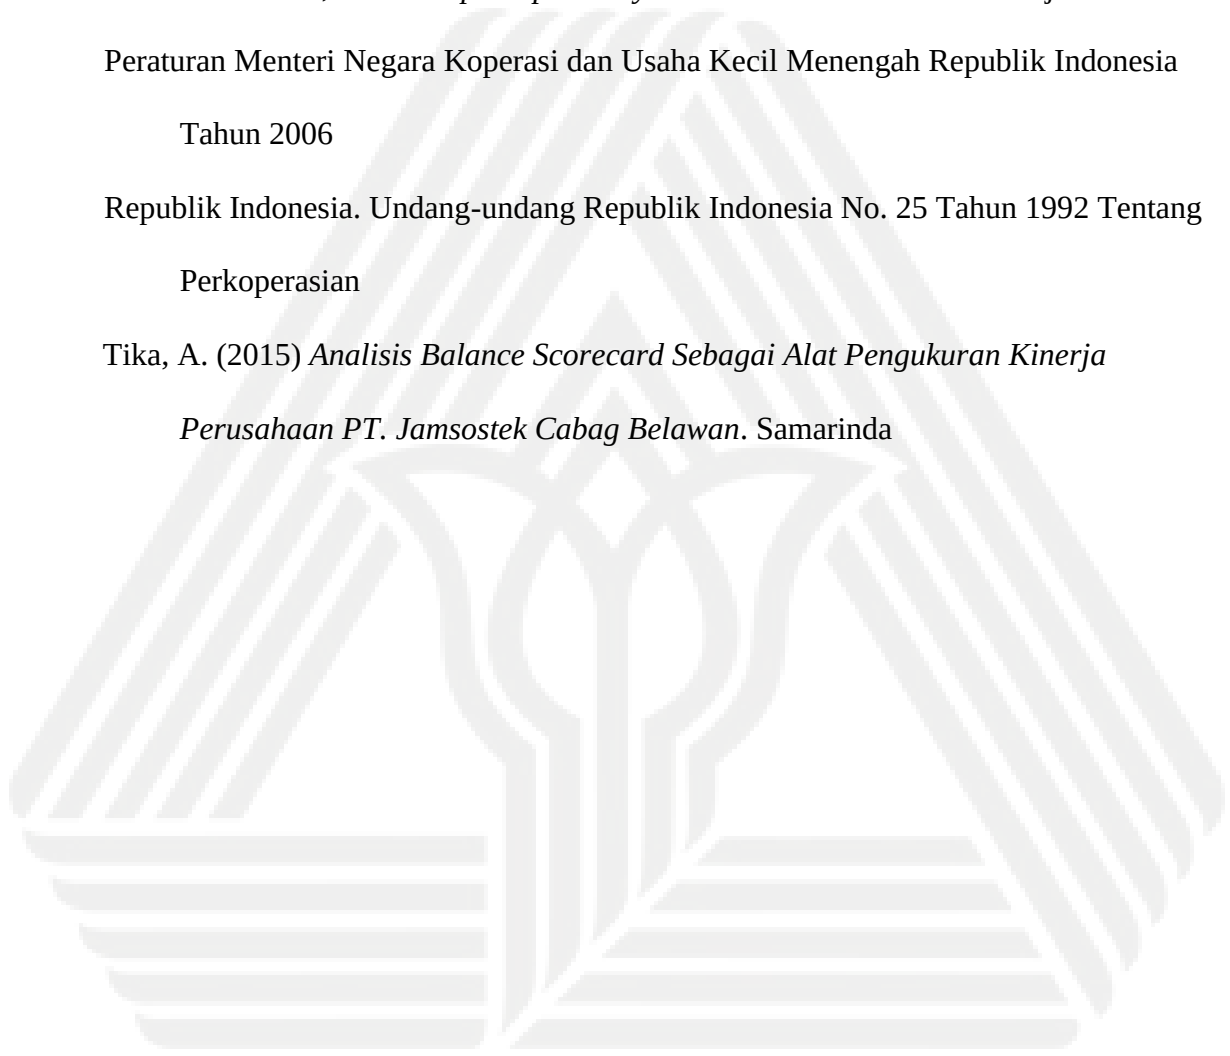 Peraturan Menteri Negara Koperasi dan Usaha Kecil Menengah Republik Indonesia
Tahun 2006
Republik Indonesia. Undang-undang Republik Indonesia No. 25 Tahun 1992 Tentang
Perkoperasian
Tika, A. (2015) Analisis Balance Scorecard Sebagai Alat Pengukuran Kinerja
Perusahaan PT. Jamsostek Cabag Belawan. Samarinda